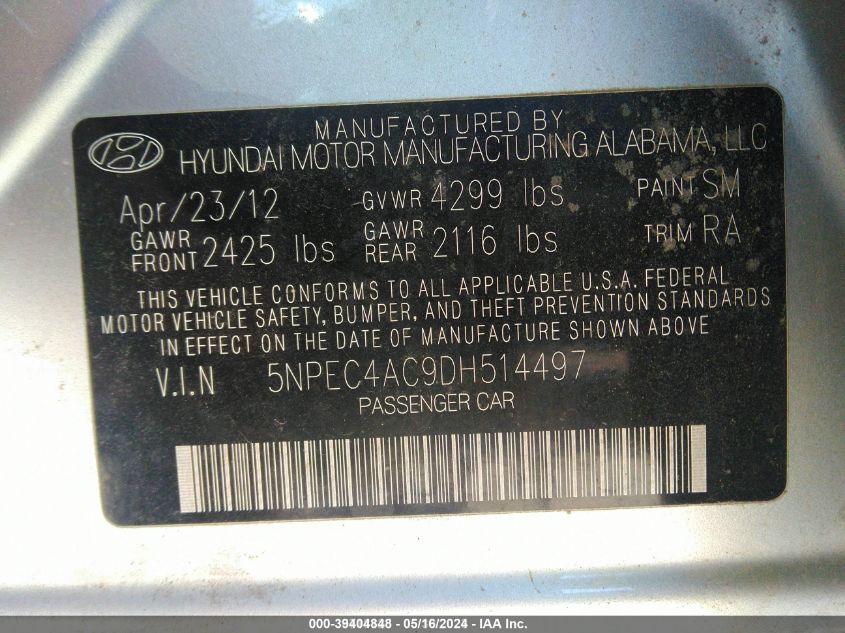 MANUFACTURED BY
HYUNDAI MOTOR MANUFACTURING ALABAMA, LLC
Apr/23/12 GVWR 4299 lbs PAINT SM
GAWR FRONT 2425 lbs GAWR REAR 2116 lbs TRIM RA
THIS VEHICLE CONFORMS TO ALL APPLICABLE U.S.A. FEDERAL
MOTOR VEHICLE SAFETY, BUMPER, AND THEFT PREVENTION STANDARDS
IN EFFECT ON THE DATE OF MANUFACTURE SHOWN ABOVE
V.I.N 5NPEC4AC9DH514497
PASSENGER CAR
000-39404848 - 05/16/2024 - IAA Inc.